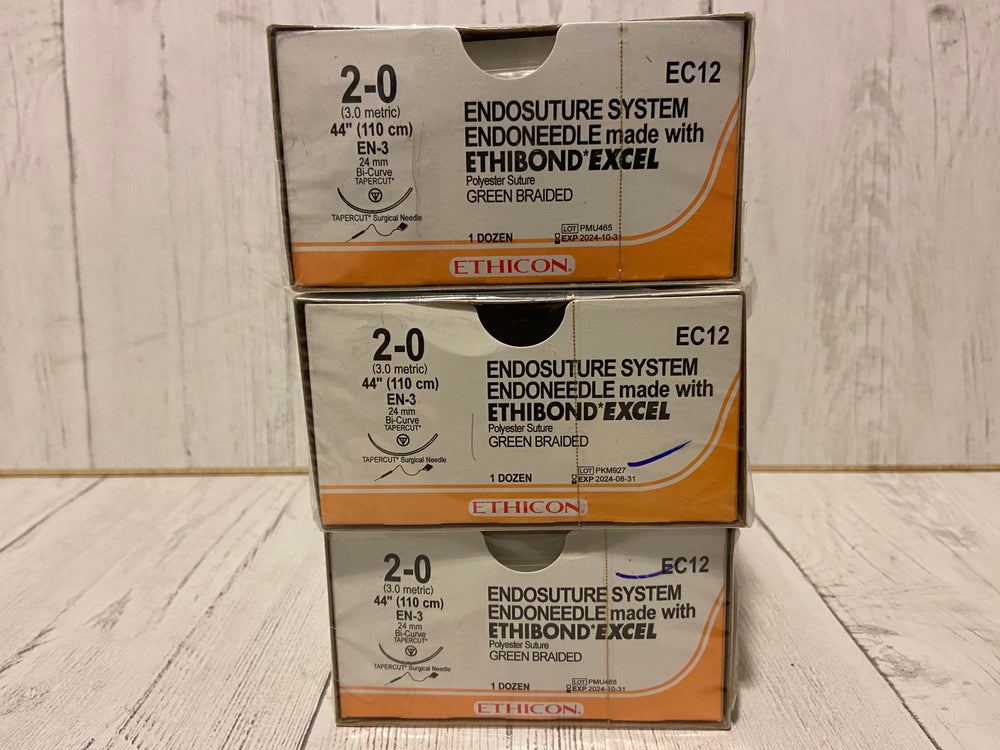 2-0
(3.0 metric)
44" (110 cm)
EN-3
24 mm
Bi-Curve
TAPERCUT*
TAPERCUT* Surgical Needle
EC12
ENDOSUTURE SYSTEM
ENDONEEDLE made with
ETHIBOND*EXCEL
Polyester Suture
GREEN BRAIDED
1 DOZEN
LOT PMU465
EXP 2024-10-31
ETHICON
2-0
(3.0 metric)
44" (110 cm)
EN-3
24 mm
Bi-Curve
TAPERCUT*
TAPERCUT* Surgical Needle
EC12
ENDOSUTURE SYSTEM
ENDONEEDLE made with
ETHIBOND*EXCEL
Polyester Suture
GREEN BRAIDED
1 DOZEN
LOT PKM927
EXP 2024-08-31
ETHICON
2-0
(3.0 metric)
44" (110 cm)
EN-3
24 mm
Bi-Curve
TAPERCUT*
TAPERCUT* Surgical Needle
EC12
ENDOSUTURE SYSTEM
ENDONEEDLE made with
ETHIBOND*EXCEL
Polyester Suture
GREEN BRAIDED
1 DOZEN
LOT PMU465
EXP 2024-10-31
ETHICON